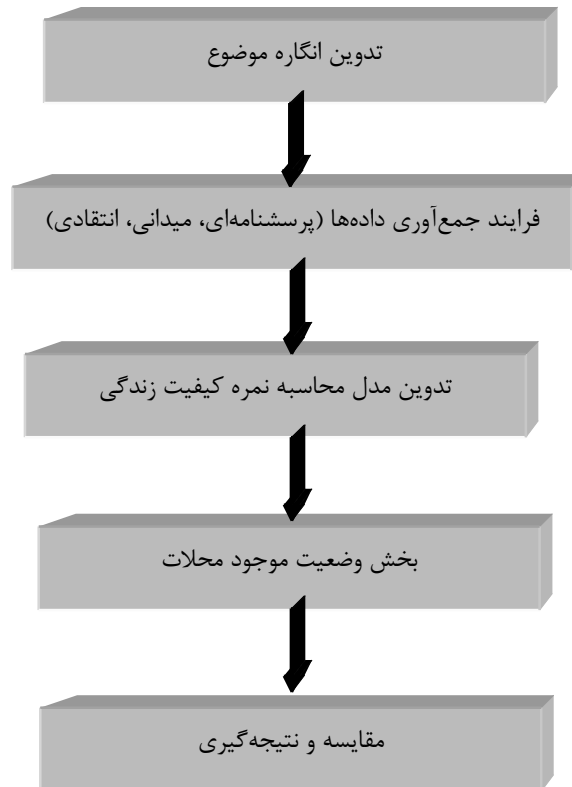 تدوین انگاره موضوع
فرایند جمع‌آوری داده‌ها (پرسشنامه‌ای، میدانی، انتقادی)
تدوین مدل محاسبه نمره کیفیت زندگی
بخش وضعیت موجود محلات
مقایسه و نتیجه‌گیری